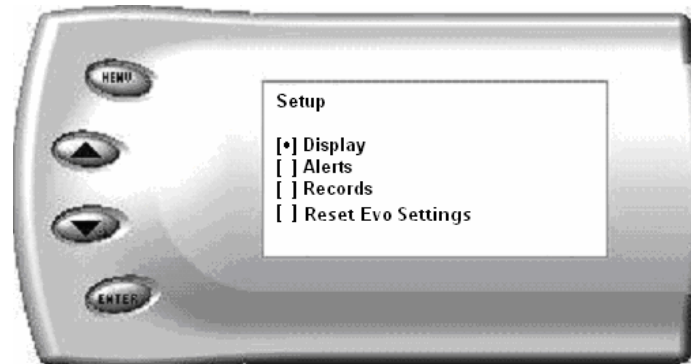 MENU
Setup
[•] Display
[ ] Alerts
[ ] Records
[ ] Reset Evo Settings
ENTER